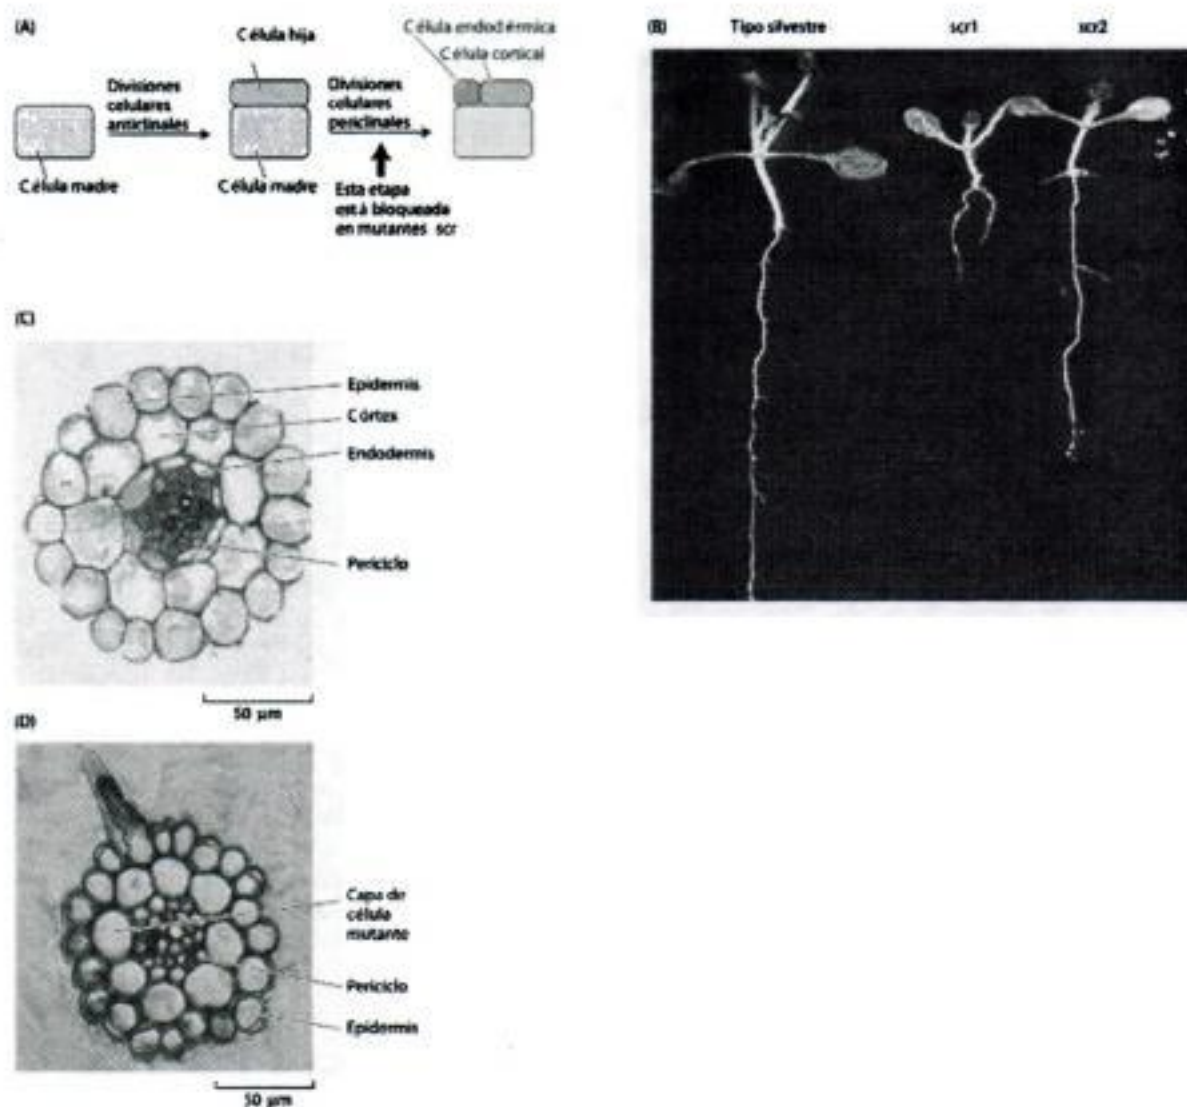 (A)
Célula hija
Célula endodérmica
Célula cortical
Divisiones
celulares
anticlinales
Divisiones
celulares
periclinales
Célula madre
Célula madre
Esta etapa
está bloqueada
en mutantes scr
(B)
Tipo silvestre
scr1
scr2
(C)
Epidermis
Córtex
Endodermis
Periciclo
50 µm
(D)
Capa de
célula
mutante
Periciclo
Epidermis
50 µm